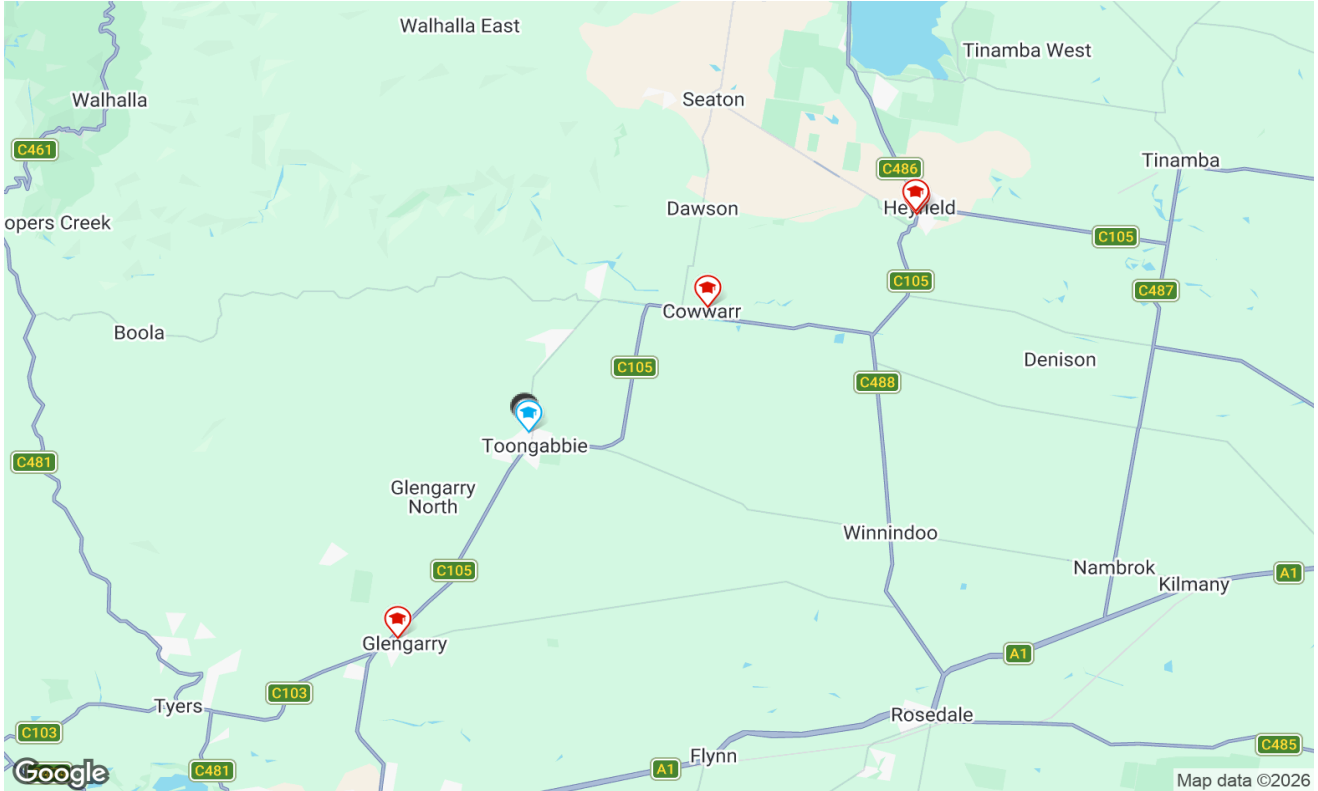 Walhalla East
Tinamba West
Walhalla
Seaton
C461
C486
Tinamba
Heyfield
Dawson
opers Creek
C105
C105
C487
Cowwarr
Boola
Denison
C105
C488
Toongabbie
C481
Glengarry
North
Winnindoo
C105
Nambrok
A1
Kilmany
Glengarry
A1
C103
Tyers
Rosedale
C103
C485
Flynn
A1
C481
Google
Map data ©2026